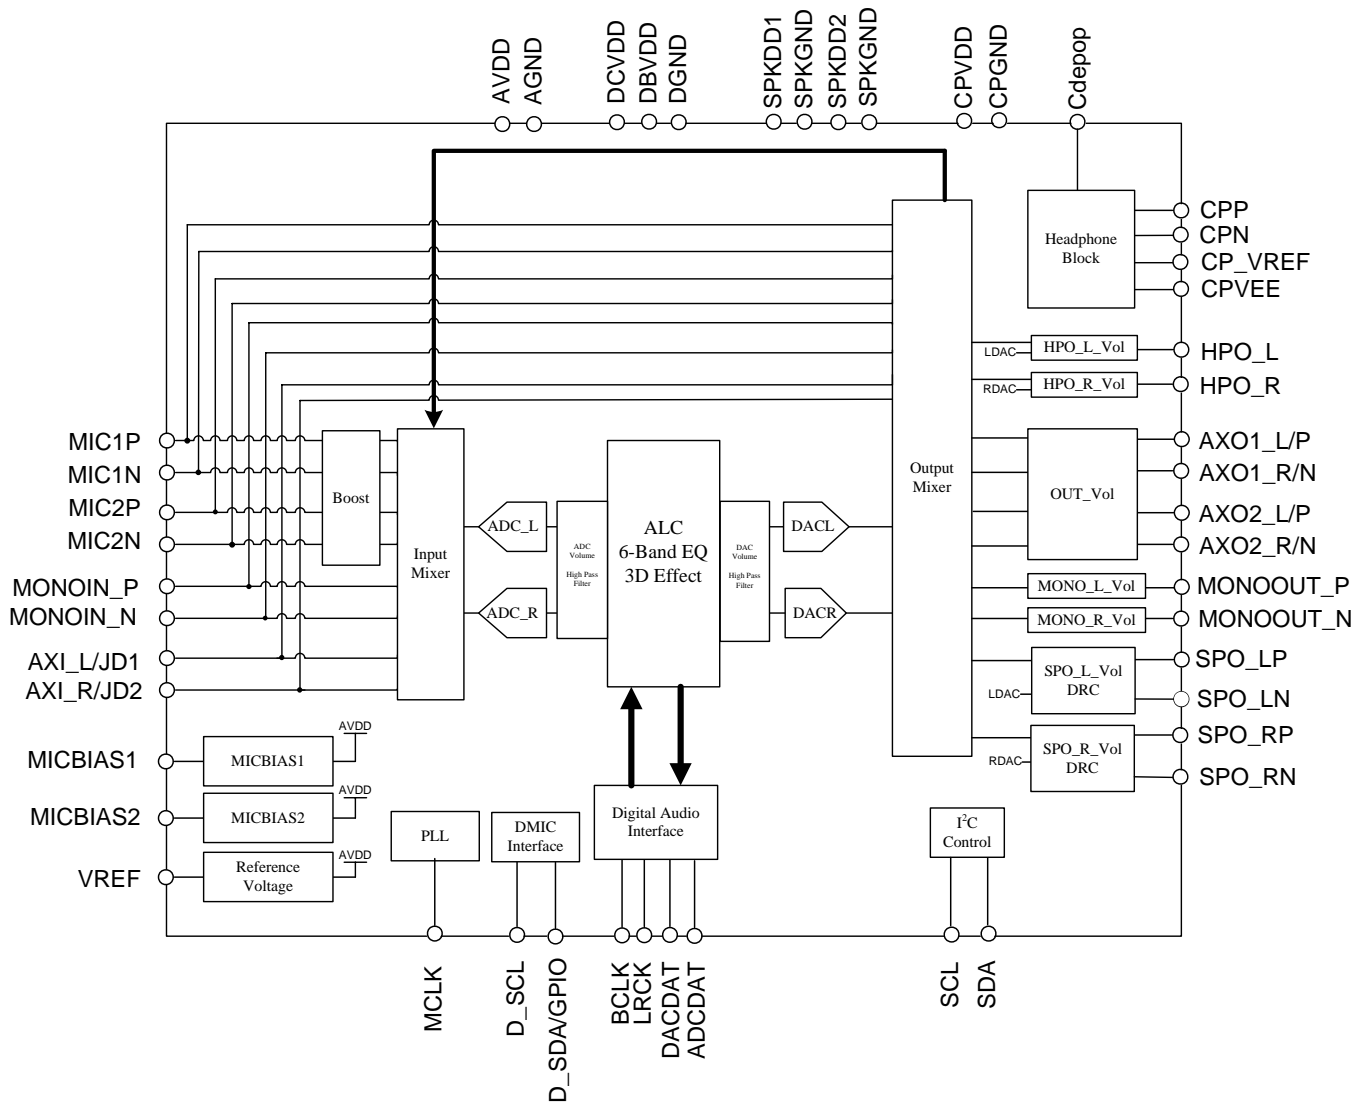 AVDD
AGND
DCVDD
DBVDD
DGND
SPKDD1
SPKGND
SPKDD2
SPKGND
CPVDD
CPGND
Cdepop
Headphone
Block
CPP
CPN
CP_VREF
CPVEE
LDAC
HPO_L_Vol
HPO_L
RDAC
HPO_R_Vol
HPO_R
MIC1P
MIC1N
MIC2P
MIC2N
MONOIN_P
MONOIN_N
AXI_L/JD1
AXI_R/JD2
Boost
Input
Mixer
ADC_L
ADC_R
ADC
Volume
High Pass
Filter
ALC
6-Band EQ
3D Effect
DAC
Volume
High Pass
Filter
DACL
DACR
Output
Mixer
OUT_Vol
AXO1_L/P
AXO1_R/N
AXO2_L/P
AXO2_R/N
MONO_L_Vol
MONOOUT_P
MONO_R_Vol
MONOOUT_N
LDAC
SPO_L_Vol
DRC
SPO_LP
SPO_LN
RDAC
SPO_R_Vol
DRC
SPO_RP
SPO_RN
MICBIAS1
MICBIAS1
AVDD
MICBIAS2
MICBIAS2
AVDD
VREF
Reference
Voltage
AVDD
PLL
DMIC
Interface
Digital Audio
Interface
I²C
Control
MCLK
D_SCL
D_SDA/GPIO
BCLK
LRCK
DACDAT
ADCDAT
SCL
SDA